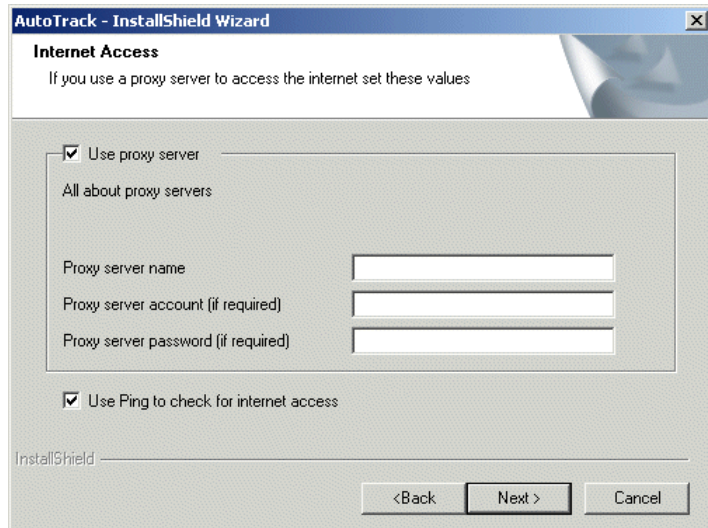 AutoTrack - InstallShield Wizard
Internet Access
If you use a proxy server to access the internet set these values
Use proxy server
All about proxy servers
Proxy server name
Proxy server account (if required)
Proxy server password (if required)
Use Ping to check for internet access
InstallShield
<Back Next > Cancel